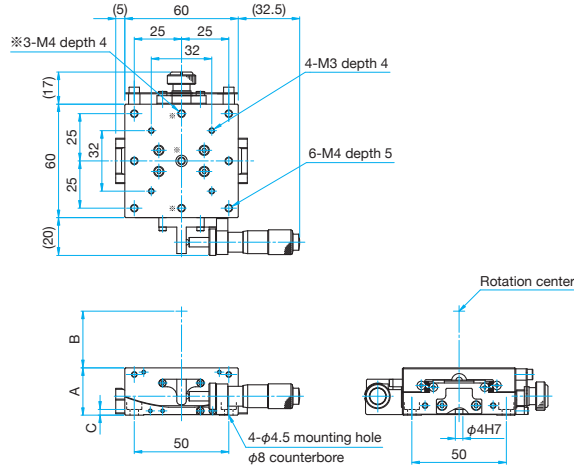 (5) 60 (32.5)
25 25
※3-M4 depth 4
32
4-M3 depth 4
(17)
※
25
32
※
60
6-M4 depth 5
25
※
(20)
Rotation center
B
A
C
4-φ4.5 mounting hole
φ8 counterbore
50
φ4H7
50